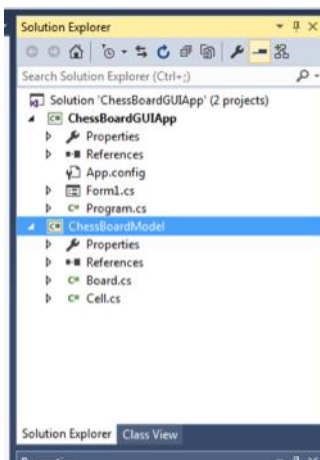 Solution Explorer
Search Solution Explorer (Ctrl+;)
Solution 'ChessBoardGUIApp' (2 projects)
C# ChessBoardGUIApp
Properties
References
App.config
Form1.cs
C# Program.cs
C# ChessBoardModel
Properties
References
C# Board.cs
C# Cell.cs
Solution Explorer Class View